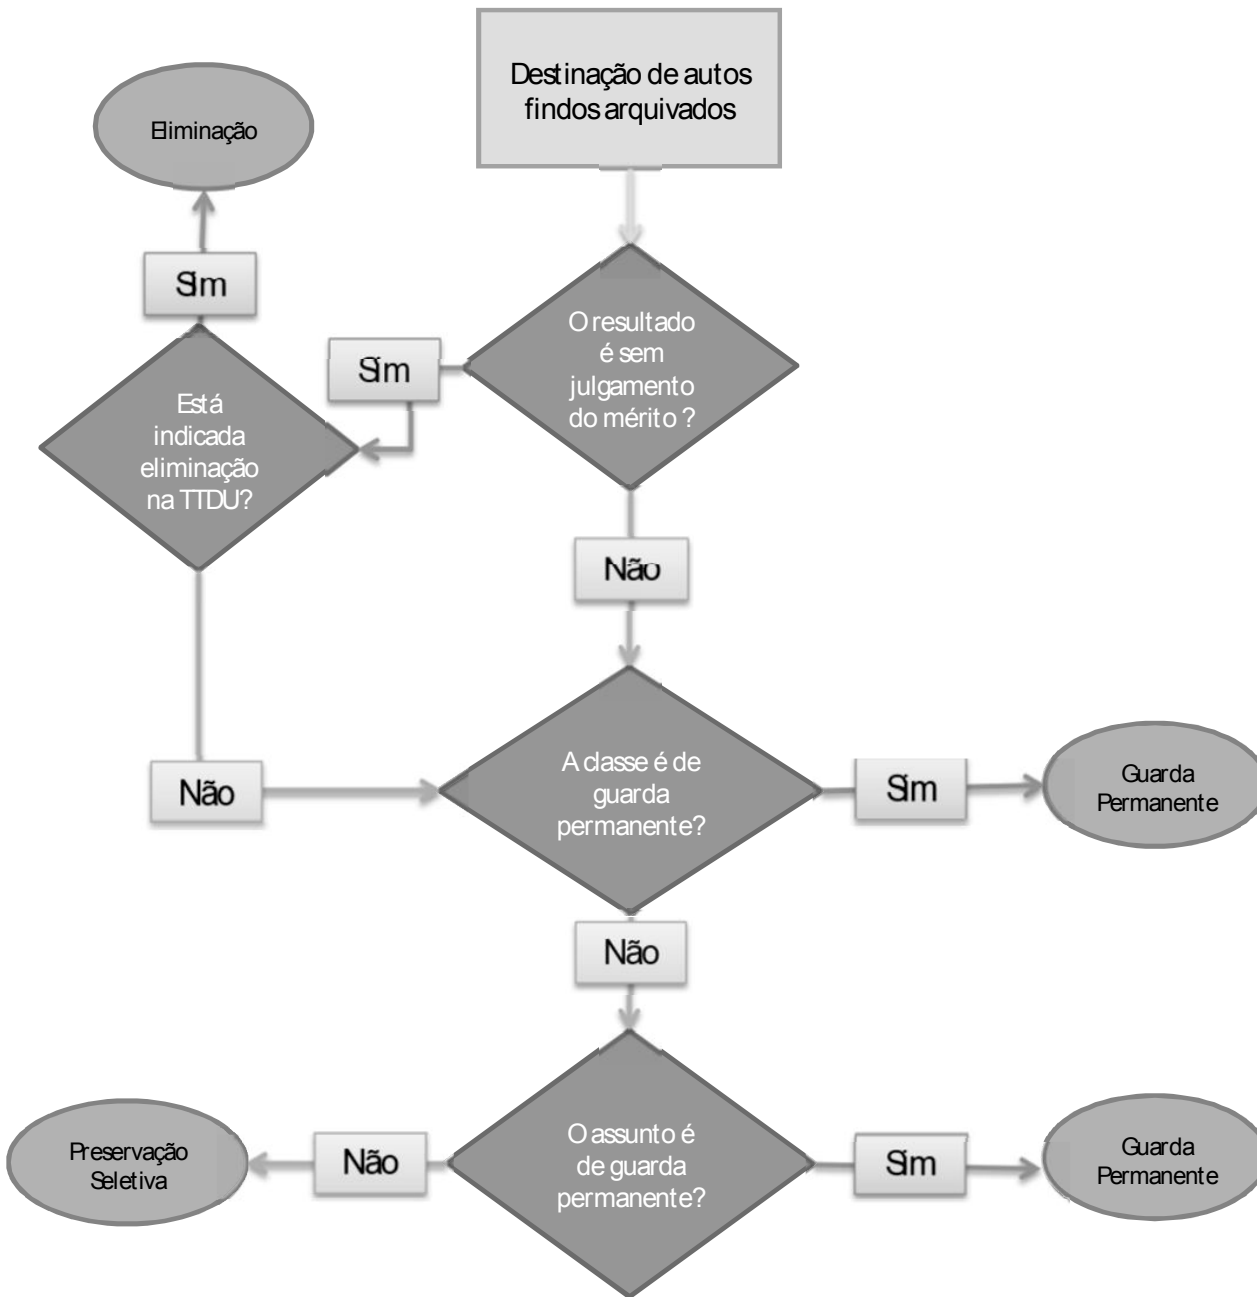 Destinação de autos
findos arquivados
Eliminação
Sim
O resultado
é sem
julgamento
do mérito ?
Sim
Está
indicada
eliminação
na TTDU?
Não
Não
A classe é de
guarda
permanente?
Sim
Guarda
Permanente
Não
O assunto é
de guarda
permanente?
Não
Preservação
Seletiva
Sim
Guarda
Permanente